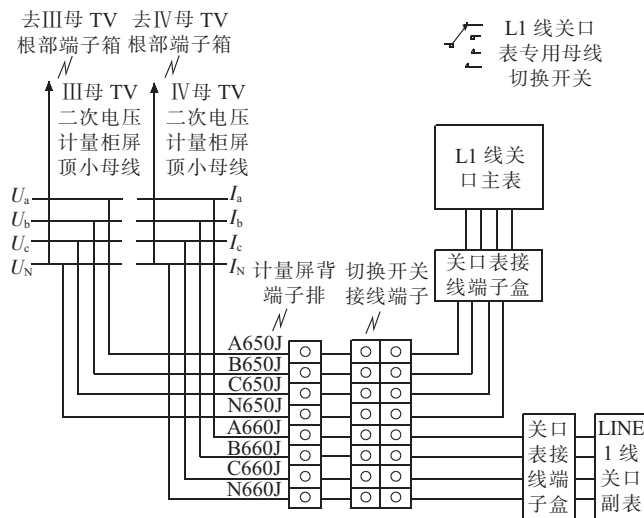 去Ⅲ母 TV
根部端子箱
去Ⅳ母 TV
根部端子箱
L1 线关口
表专用母线
切换开关
Ⅲ母 TV
二次电压
计量柜屏
顶小母线
Ⅳ母 TV
二次电压
计量柜屏
顶小母线
L1 线关
口主表
Ua
Ub
Uc
UN
Ia
Ib
Ic
IN
关口表接
线端子盒
计量屏背
端子排
切换开关
接线端子
A650J
B650J
C650J
N650J
A660J
B660J
C660J
N660J
关口
表接
线端
子盒
LINE
1 线
关口
副表